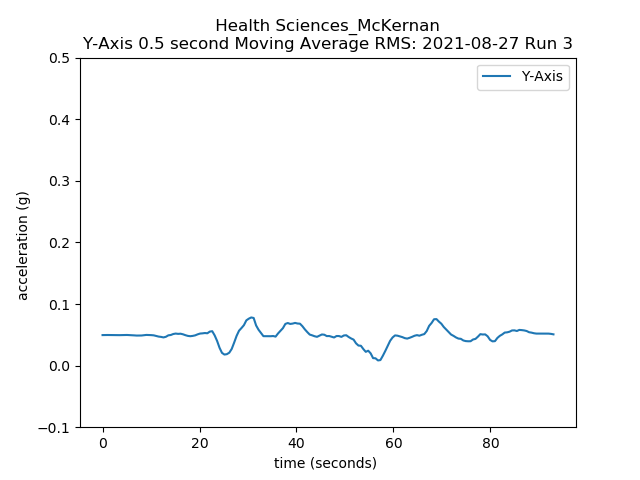 Health Sciences_McKernan
Y-Axis 0.5 second Moving Average RMS: 2021-08-27 Run 3
Y-Axis
0.5
0.4
0.3
0.2
0.1
0.0
−0.1
acceleration (g)
0 20 40 60 80
time (seconds)